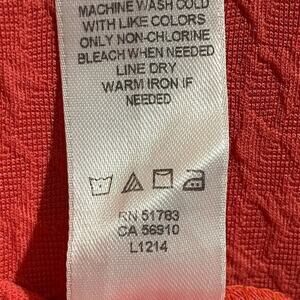 MACHINE WASH COLD
WITH LIKE COLORS
ONLY NON-CHLORINE
BLEACH WHEN NEEDED
LINE DRY
WARM IRON IF
NEEDED
RN 51783
CA 56910
L1214